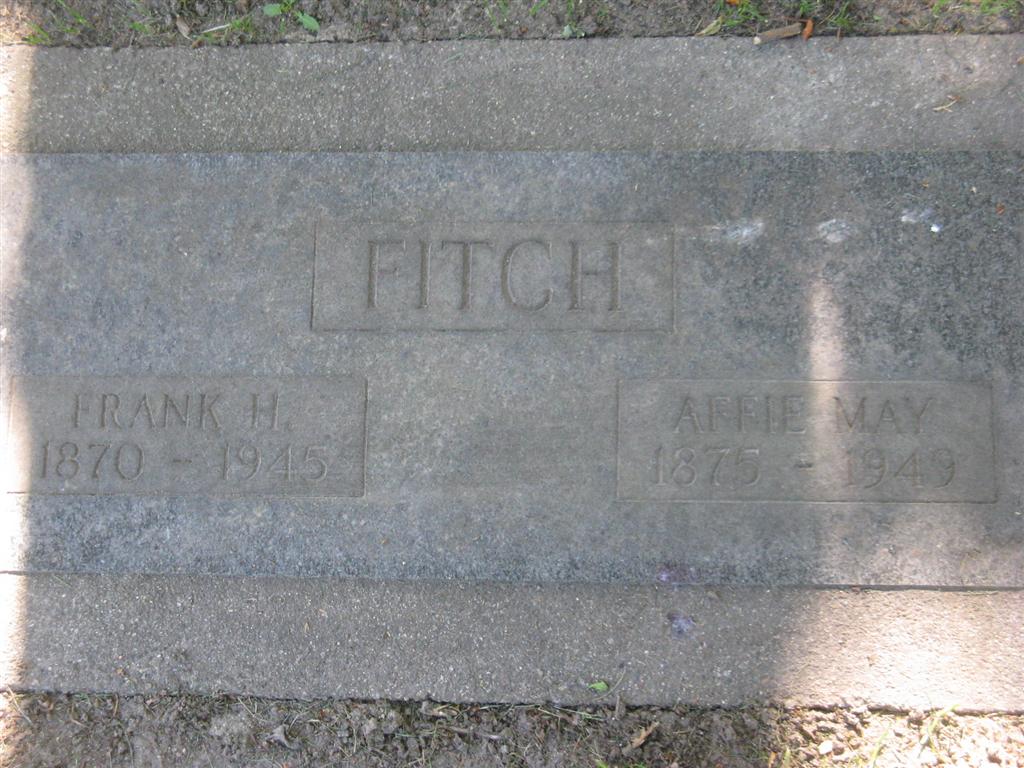 FITCH
FRANK H.
1870 - 1945
AFFIE MAY
1875 - 1949